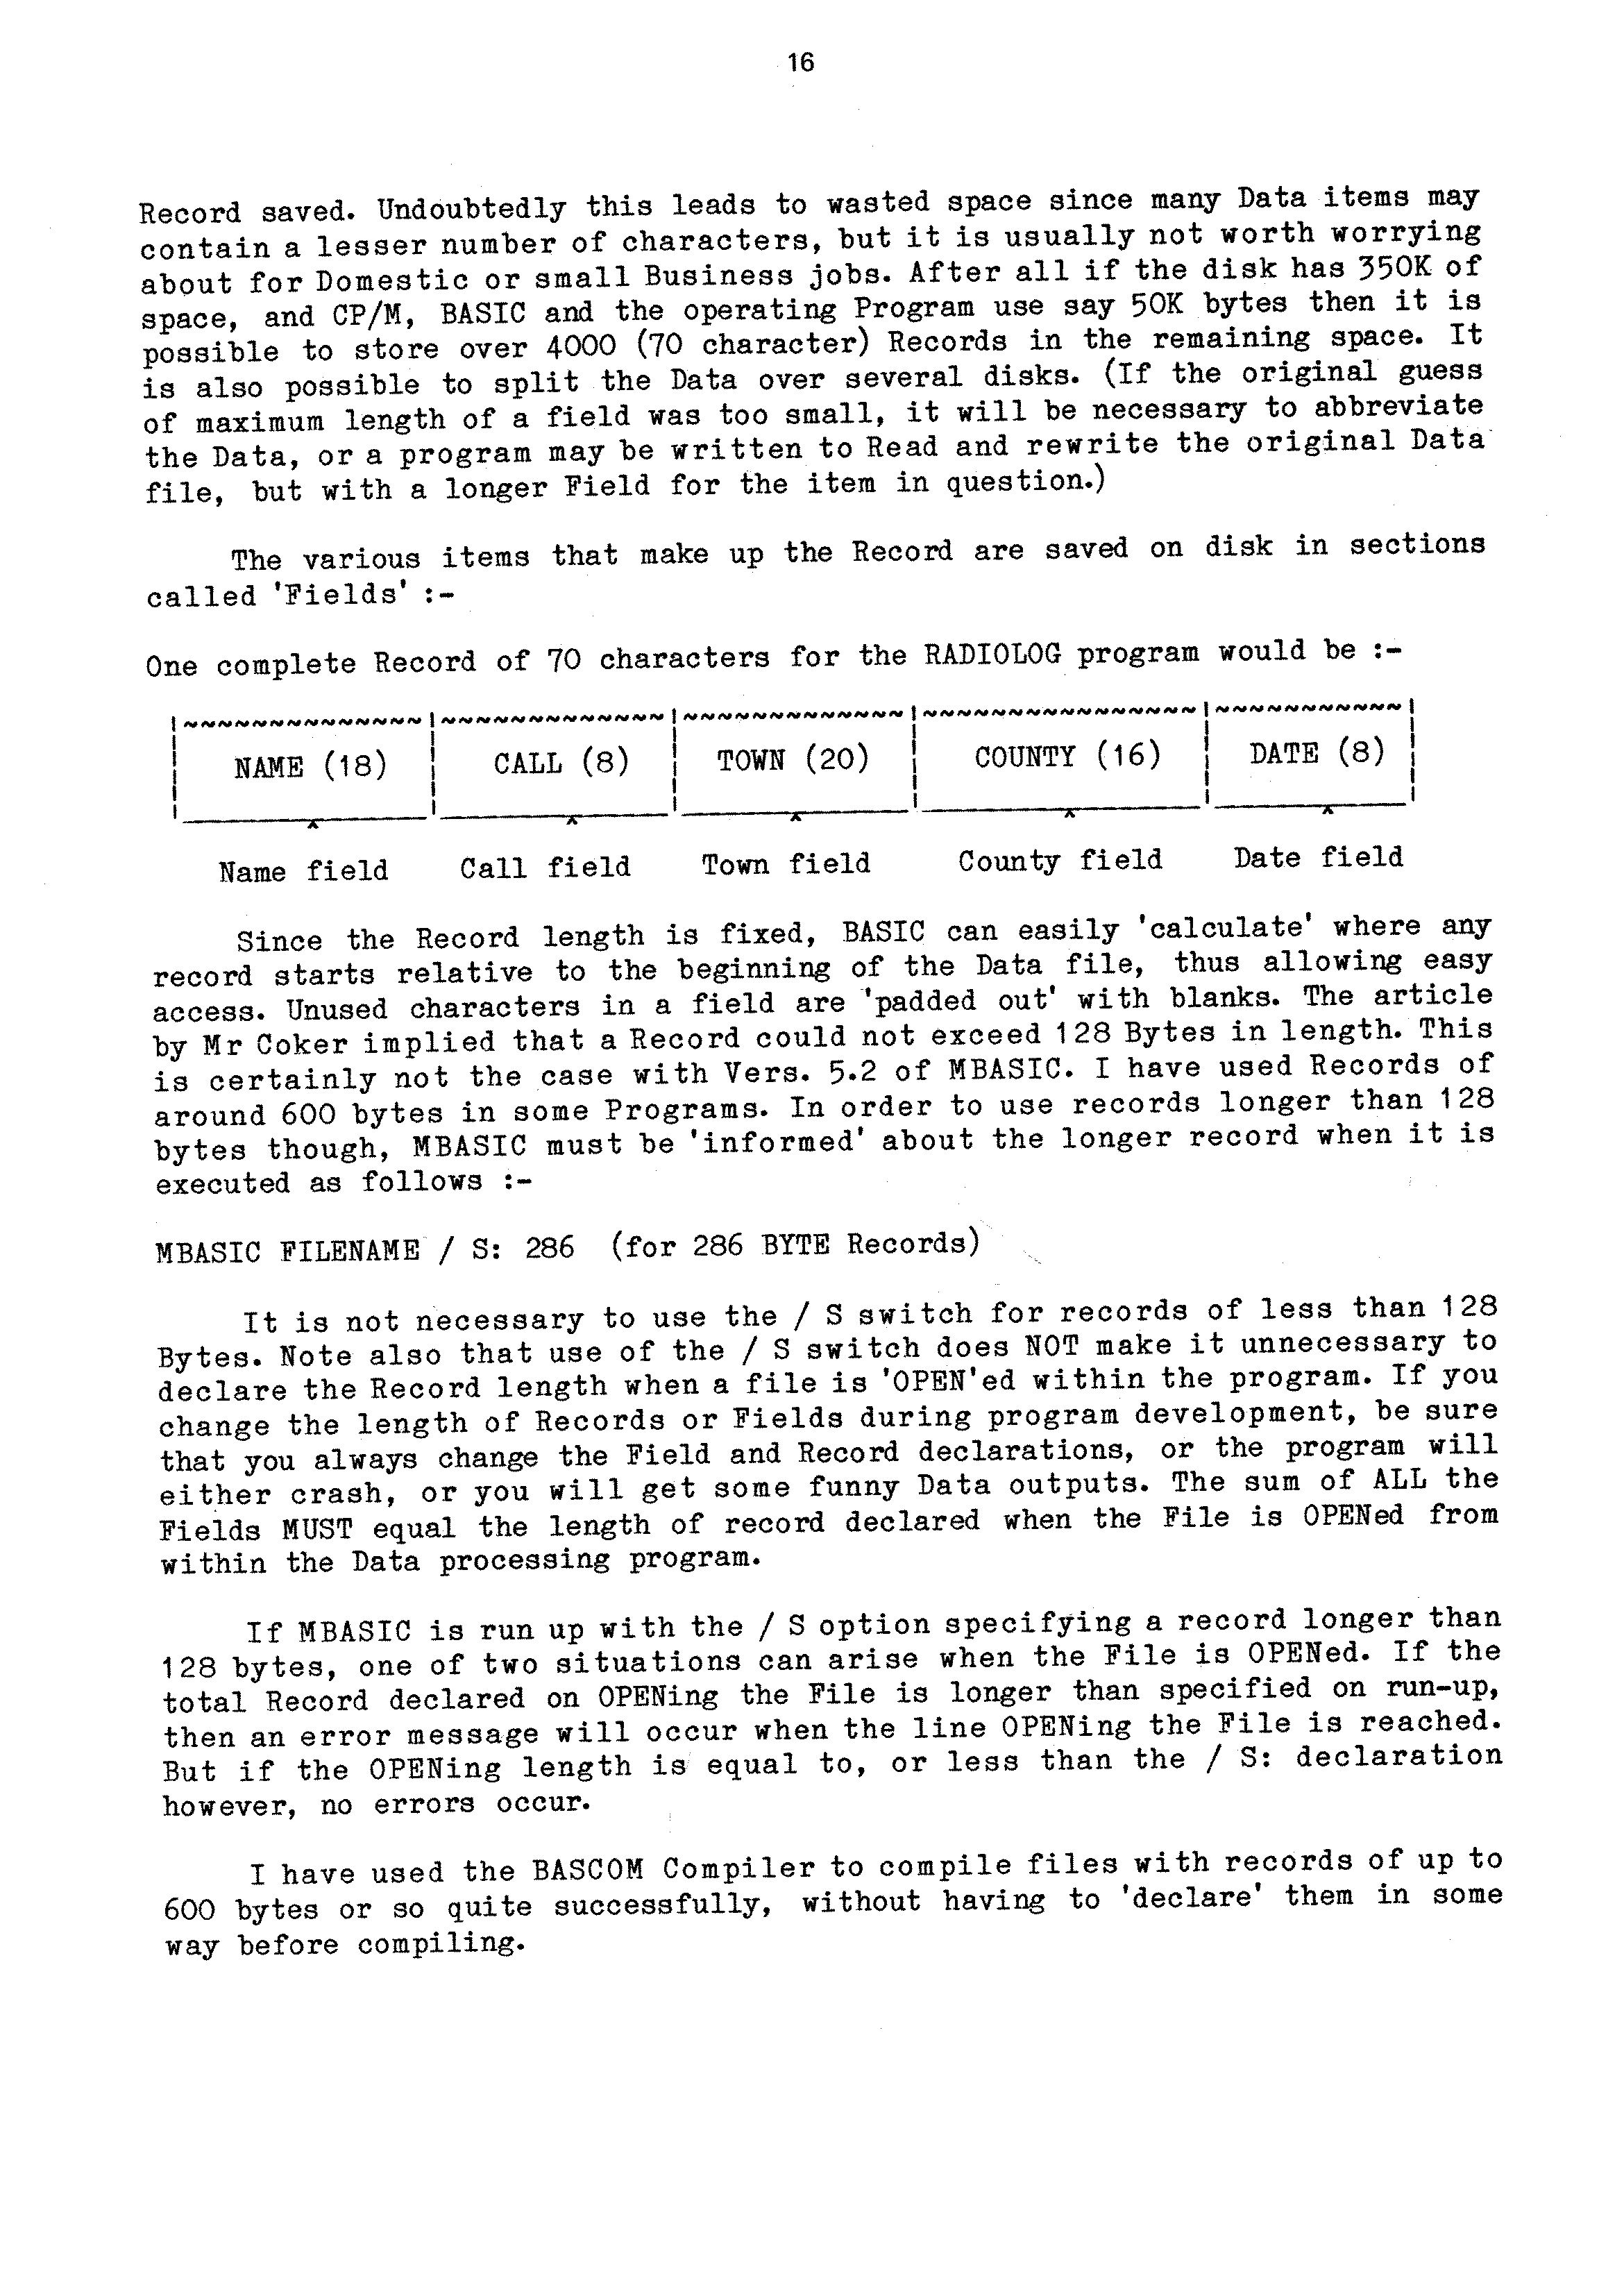 16
Record saved. Undoubtedly this leads to wasted space since many Data items may
contain a lesser number of characters, but it is usually not worth worrying
about for Domestic or small Business jobs. After all if the disk has 350K of
space, and CP/M, BASIC and the operating Program use say 50K bytes then it is
possible to store over 4000 (70 character) Records in the remaining space. It
is also possible to split the Data over several disks. (If the original guess
of maximum length of a field was too small, it will be necessary to abbreviate
the Data, or a program may be written to Read and rewrite the original Data
file, but with a longer Field for the item in question.)
The various items that make up the Record are saved on disk in sections
called 'Fields' :-
One complete Record of 70 characters for the RADIOLOG program would be :-
NAME (18) CALL (8) TOWN (20) COUNTY (16) DATE (8)
Name field Call field Town field County field Date field
Since the Record length is fixed, BASIC can easily 'calculate' where any
record starts relative to the beginning of the Data file, thus allowing easy
access. Unused characters in a field are 'padded out' with blanks. The article
by Mr Coker implied that a Record could not exceed 128 Bytes in length. This
is certainly not the case with Vers. 5.2 of MBASIC. I have used Records of
around 600 bytes in some Programs. In order to use records longer than 128
bytes though, MBASIC must be 'informed' about the longer record when it is
executed as follows :-
MBASIC FILENAME / S: 286 (for 286 BYTE Records)
It is not necessary to use the / S switch for records of less than 128
Bytes. Note also that use of the / S switch does NOT make it unnecessary to
declare the Record length when a file is 'OPEN'ed within the program. If you
change the length of Records or Fields during program development, be sure
that you always change the Field and Record declarations, or the program will
either crash, or you will get some funny Data outputs. The sum of ALL the
Fields MUST equal the length of record declared when the File is OPENed from
within the Data processing program.
If MBASIC is run up with the / S option specifying a record longer than
128 bytes, one of two situations can arise when the File is OPENed. If the
total Record declared on OPENing the File is longer than specified on run-up,
then an error message will occur when the line OPENing the File is reached.
But if the OPENing length is equal to, or less than the / S: declaration
however, no errors occur.
I have used the BASCOM Compiler to compile files with records of up to
600 bytes or so quite successfully, without having to 'declare' them in some
way before compiling.